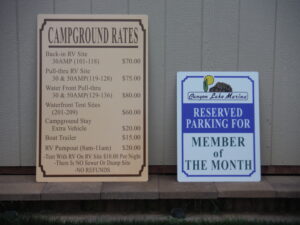 CAMPGROUND RATES
Back-in RV Site
30AMP (101-118) $70.00
Pull-thru RV Site
30 & 50AMP(119-128) $75.00
Water Front Pull-thru
30 & 50AMP(129-136) $80.00
Waterfront Tent Sites
(201-209) $60.00
Campground Stay
Extra Vehicle $20.00
Boat Trailer $15.00
RV Pumpout (8am-11am) $20.00
-Tent With RV On RV Site $10.00 Per Night
-There IS NO Sewer Or Dump Site
-NO REFUNDS
Canyon Lake Marina
RESERVED
PARKING FOR
MEMBER
of
THE MONTH